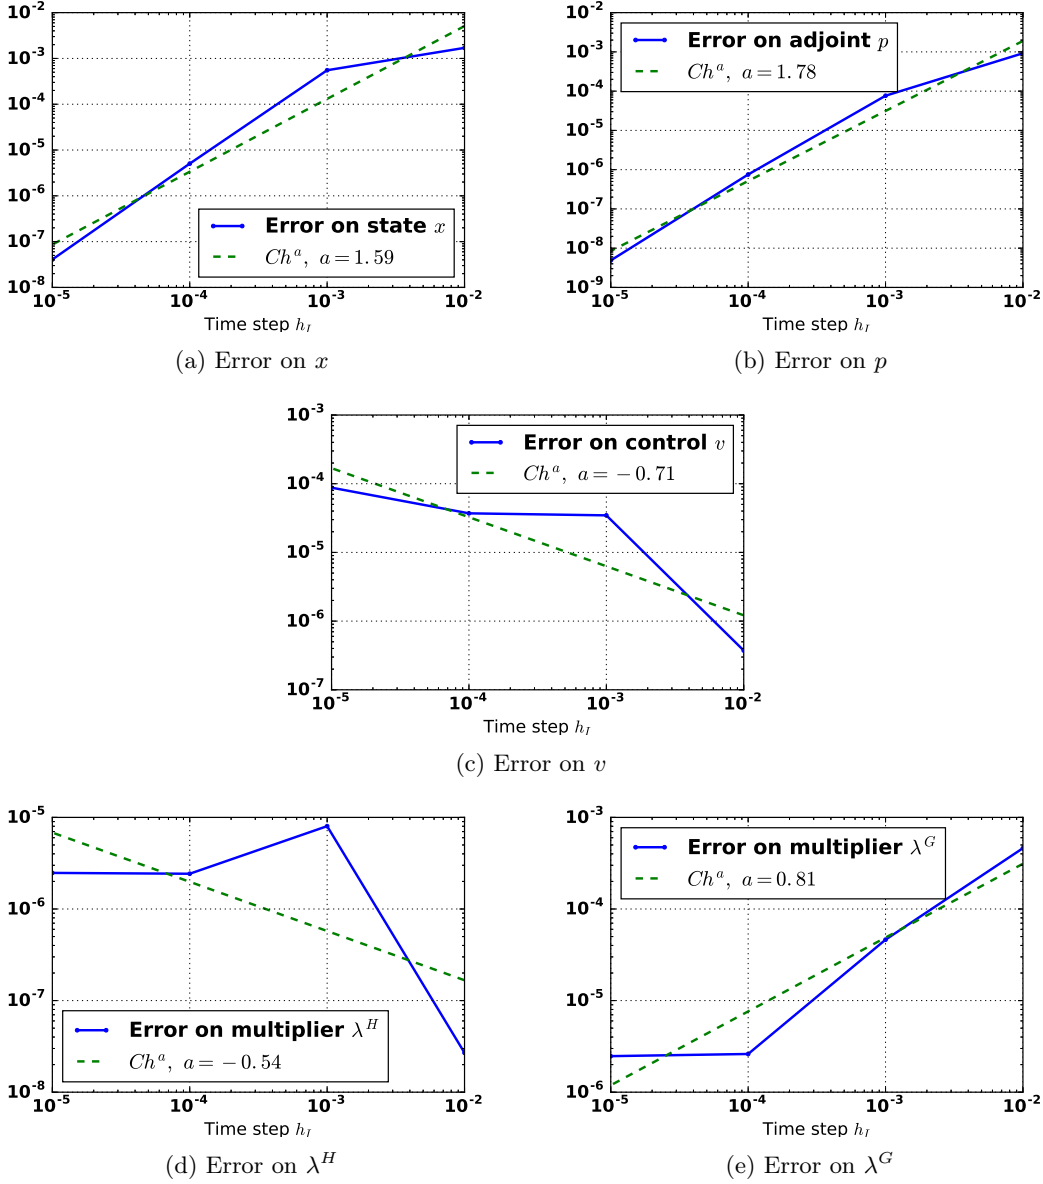 10^-2
10^-3
10^-4
10^-5
10^-6
10^-7
10^-8
Error on state x
Ch^a, a = 1.59
10^-5 10^-4 10^-3 10^-2
Time step h_I
(a) Error on x
10^-2
10^-3
10^-4
10^-5
10^-6
10^-7
10^-8
10^-9
Error on adjoint p
Ch^a, a = 1.78
10^-5 10^-4 10^-3 10^-2
Time step h_I
(b) Error on p
10^-3
10^-4
10^-5
10^-6
10^-7
Error on control v
Ch^a, a = −0.71
10^-5 10^-4 10^-3 10^-2
Time step h_I
(c) Error on v
10^-5
10^-6
10^-7
10^-8
Error on multiplier λ^H
Ch^a, a = −0.54
10^-5 10^-4 10^-3 10^-2
Time step h_I
(d) Error on λ^H
10^-3
10^-4
10^-5
10^-6
Error on multiplier λ^G
Ch^a, a = 0.81
10^-5 10^-4 10^-3 10^-2
Time step h_I
(e) Error on λ^G